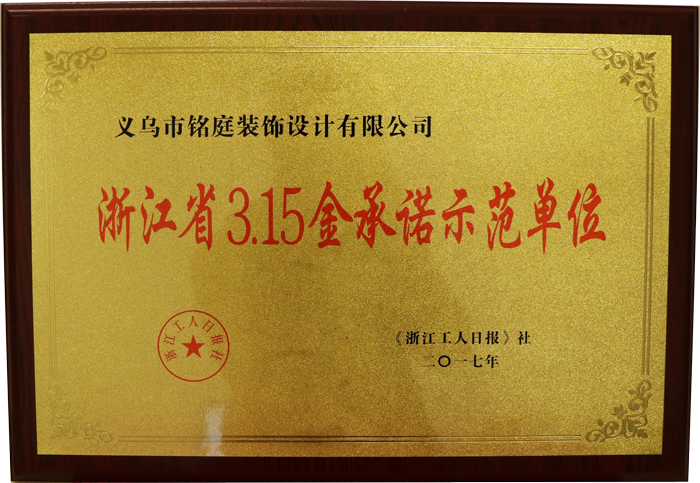 义乌市铭庭装饰设计有限公司
浙江省3.15金承诺示范单位
浙江工人日报社
《浙江工人日报》社
二〇一七年